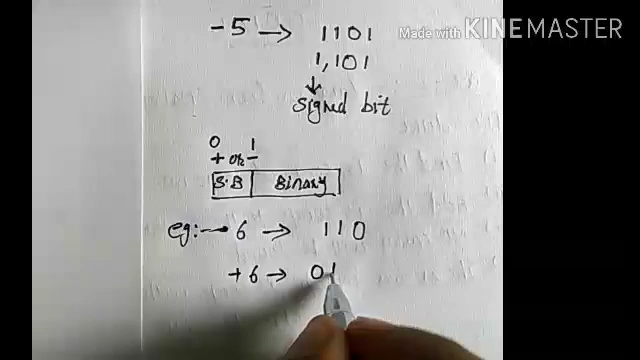 Made with KINEMASTER
-5 → 1101
1,101
↓
signed bit
0 1
+ or -
S.B Binary
eg:- 6 → 110
+6 → 01